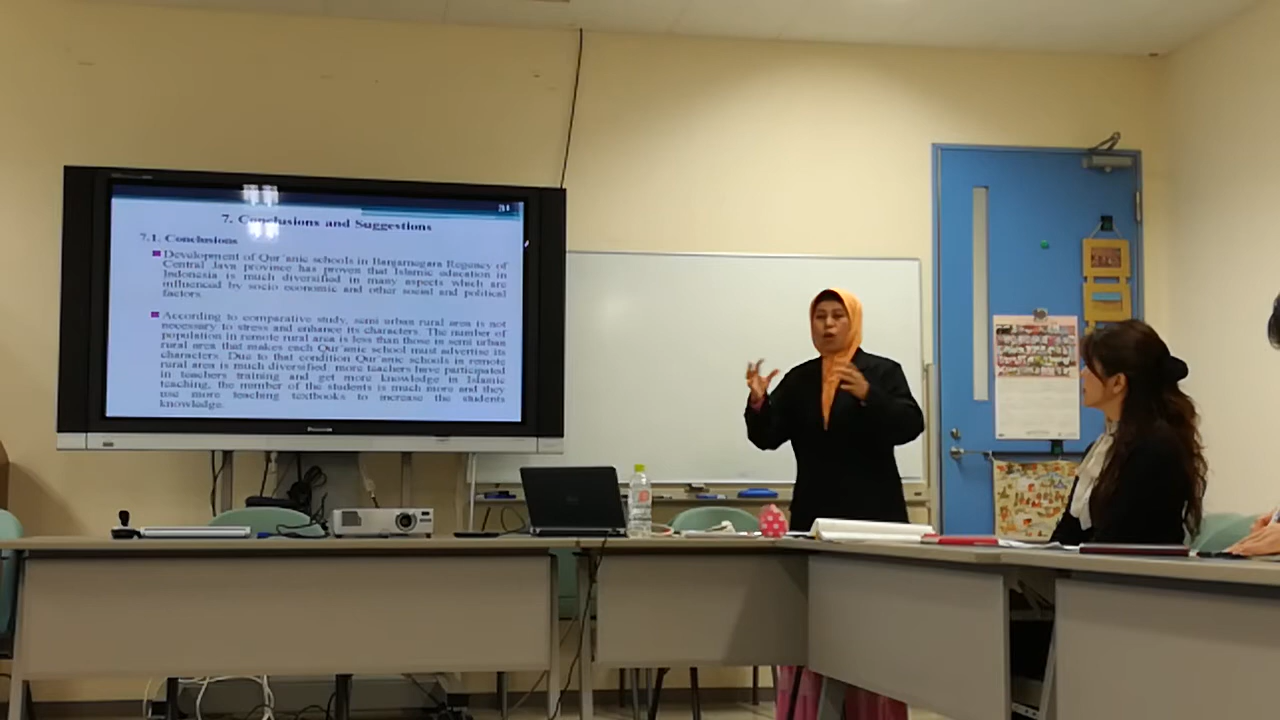 31
7. Conclusions and Suggestions
7.1. Conclusions
Development of Qur'anic schools in Banjarnegara Regency of
Central Java province has proven that Islamic education in
Indonesia is much diversified in many aspects which are
influenced by socio economic and other social and political
factors.
According to comparative study, semi urban rural area is not
necessary to stress and enhance its characters. The number of
population in remote rural area is less than those in semi urban
rural area that makes each Qur'anic school must advertise its
characters. Due to that condition Qur'anic schools in remote
rural area is much diversified: more teachers have participated
in teachers training and get more knowledge in Islamic
teaching, the number of the students is much more and they
use more teaching textbooks to increase the students
knowledge.
Panasonic